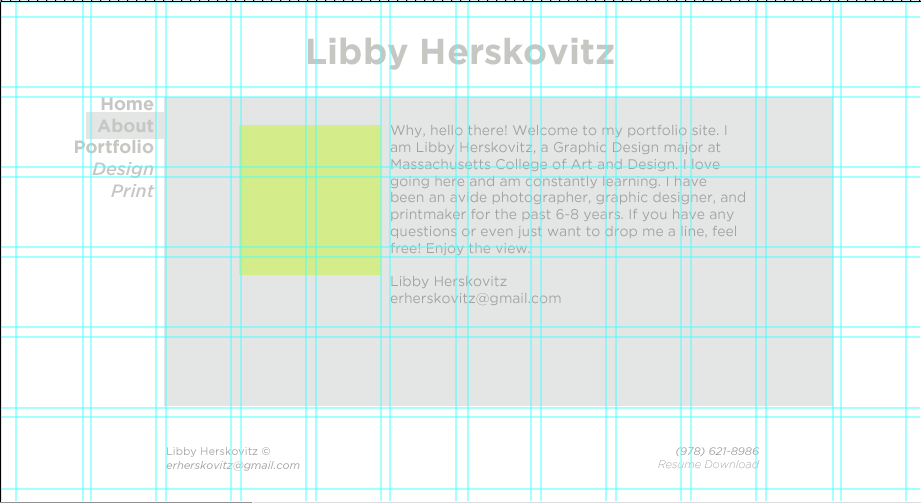 Libby Herskovitz
Home
About
Portfolio
Design
Print
Why, hello there! Welcome to my portfolio site. I
am Libby Herskovitz, a Graphic Design major at
Massachusetts College of Art and Design. I love
going here and am constantly learning. I have
been an avide photographer, graphic designer, and
printmaker for the past 6-8 years. If you have any
questions or even just want to drop me a line, feel
free! Enjoy the view.
Libby Herskovitz
erherskovitz@gmail.com
Libby Herskovitz ©
erherskovitz@gmail.com
(978) 621-8986
Resume Download